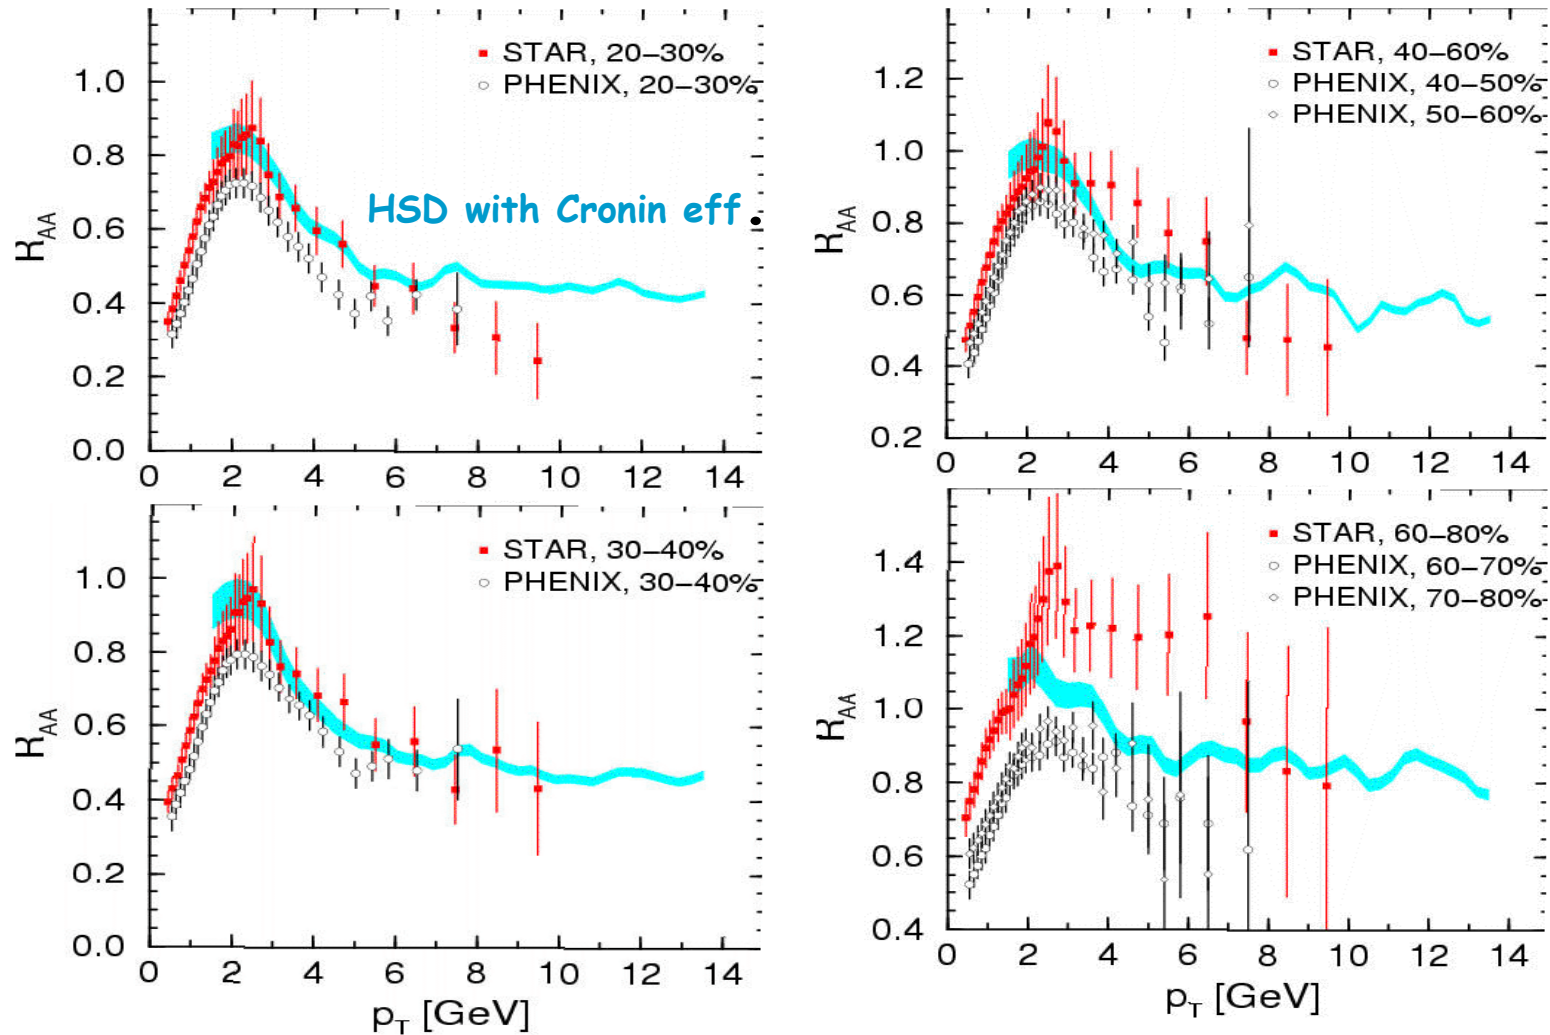 STAR, 20–30%
PHENIX, 20–30%
HSD with Cronin eff.
R_AA
1.0
0.8
0.6
0.4
0.2
0.0
0 2 4 6 8 10 12 14
STAR, 40–60%
PHENIX, 40–50%
PHENIX, 50–60%
R_AA
1.2
1.0
0.8
0.6
0.4
0.2
0 2 4 6 8 10 12 14
STAR, 30–40%
PHENIX, 30–40%
R_AA
1.0
0.8
0.6
0.4
0.2
0.0
0 2 4 6 8 10 12 14
p_T [GeV]
STAR, 60–80%
PHENIX, 60–70%
PHENIX, 70–80%
R_AA
1.4
1.2
1.0
0.8
0.6
0.4
0 2 4 6 8 10 12 14
p_T [GeV]